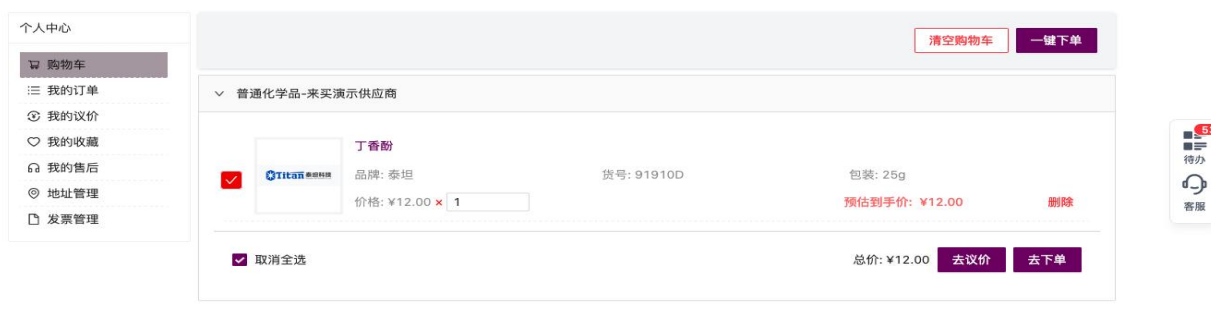 个人中心
购物车
我的订单
我的议价
我的收藏
我的售后
地址管理
发票管理
清空购物车 一键下单
普通化学品-来买演示供应商
丁香酚
Titan 泰坦科技
品牌: 泰坦 货号: 91910D 包装: 25g
价格: ¥12.00 × 1 预估到手价: ¥12.00 删除
取消全选 总价: ¥12.00 去议价 去下单
待办
客服